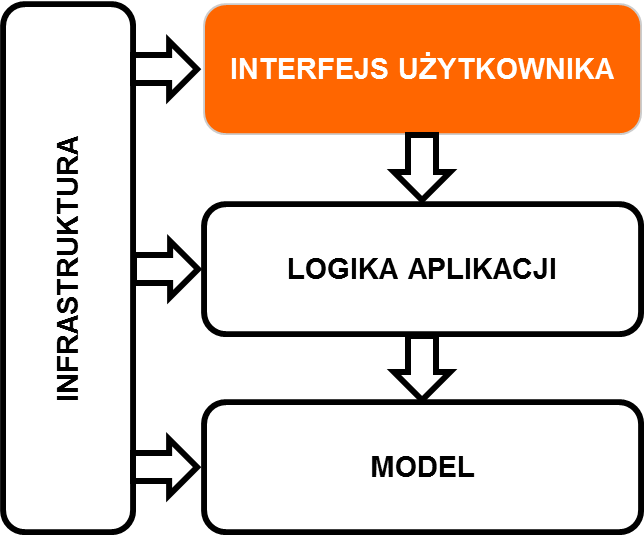 INFRASTRUKTURA
INTERFEJS UŻYTKOWNIKA
LOGIKA APLIKACJI
MODEL